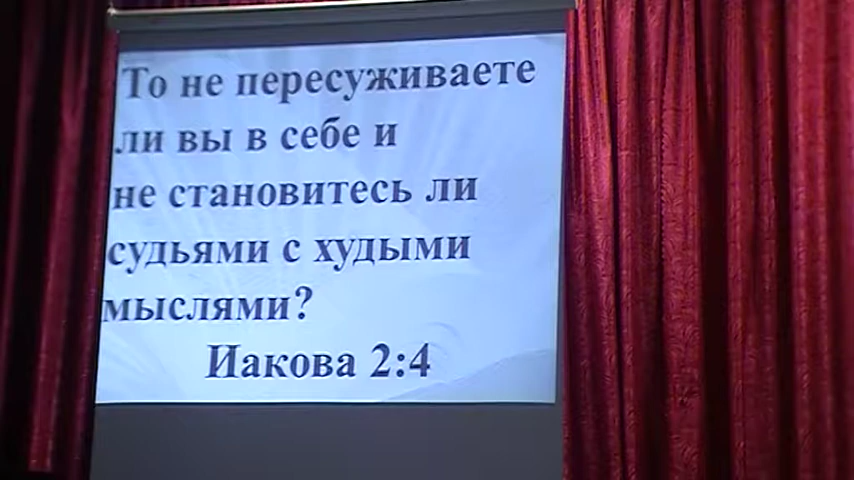 То не пересуживаете
ли вы в себе и
не становитесь ли
судьями с худыми
мыслями?
Иакова 2:4